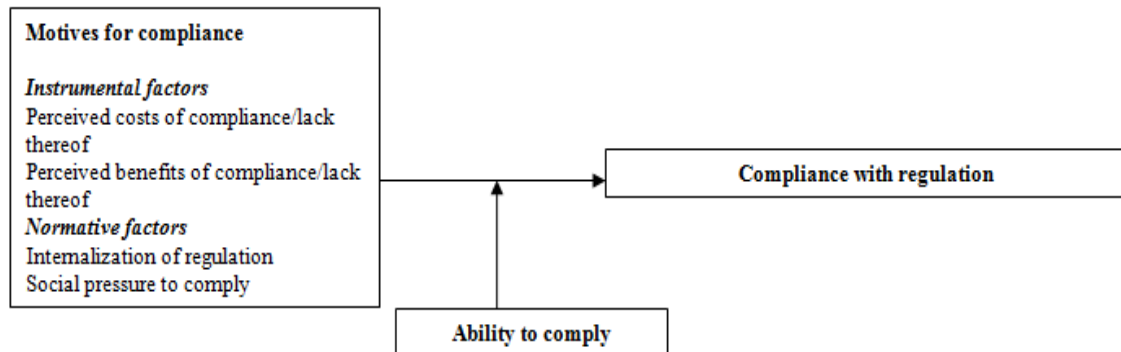 Motives for compliance
Instrumental factors
Perceived costs of compliance/lack
thereof
Perceived benefits of compliance/lack
thereof
Normative factors
Internalization of regulation
Social pressure to comply
Compliance with regulation
Ability to comply